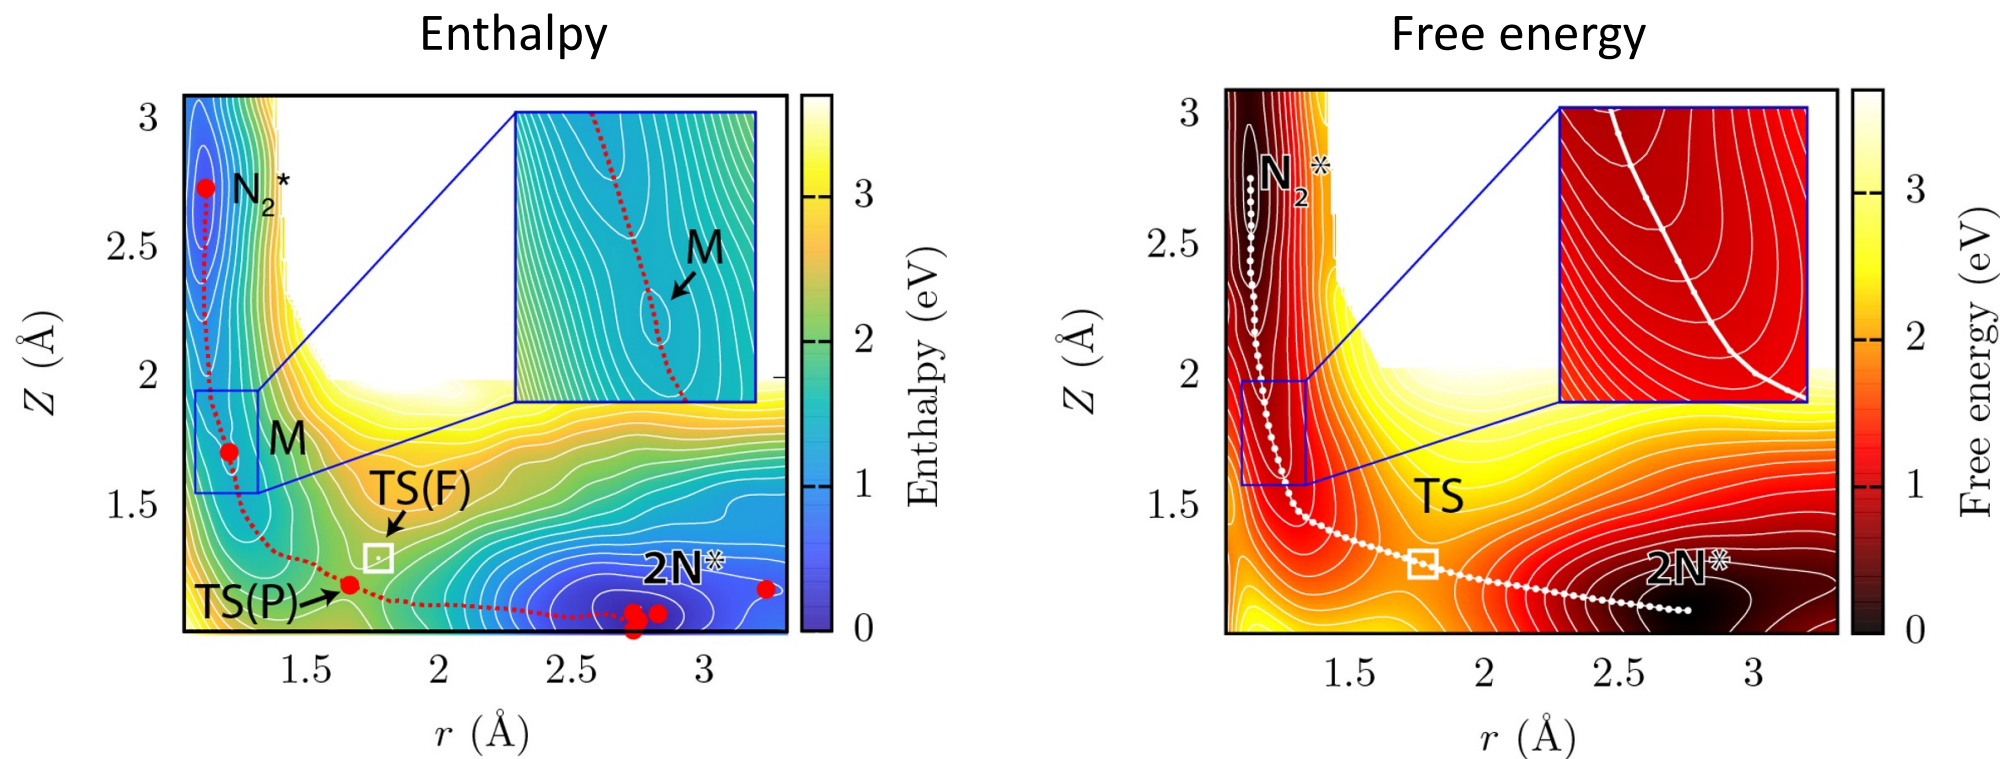 Enthalpy
Free energy
3
2.5
2
1.5
Z (Å)
N2*
M
M
TS(F)
TS(P)
2N*
1.5
2
2.5
3
r (Å)
3
2
1
0
Enthalpy (eV)
3
2.5
2
1.5
Z (Å)
N2*
TS
2N*
1.5
2
2.5
3
r (Å)
3
2
1
0
Free energy (eV)